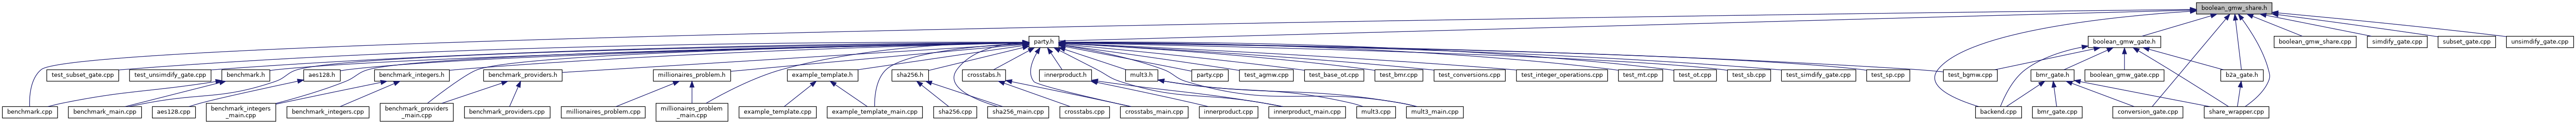 boolean_gmw_share.h
party.h
boolean_gmw_gate.h
boolean_gmw_share.cpp
simdify_gate.cpp
subset_gate.cpp
unsimdify_gate.cpp
test_subset_gate.cpp
test_unsimdify_gate.cpp
benchmark.h
aes128.h
benchmark_integers.h
benchmark_providers.h
millionaires_problem.h
example_template.h
sha256.h
crosstabs.h
innerproduct.h
mult3.h
party.cpp
test_agmw.cpp
test_base_ot.cpp
test_bmr.cpp
test_conversions.cpp
test_integer_operations.cpp
test_mt.cpp
test_ot.cpp
test_sb.cpp
test_simdify_gate.cpp
test_sp.cpp
test_bgmw.cpp
bmr_gate.h
boolean_gmw_gate.cpp
b2a_gate.h
benchmark.cpp
benchmark_main.cpp
aes128.cpp
benchmark_integers
_main.cpp
benchmark_integers.cpp
benchmark_providers
_main.cpp
benchmark_providers.cpp
millionaires_problem.cpp
millionaires_problem
_main.cpp
example_template.cpp
example_template_main.cpp
sha256.cpp
sha256_main.cpp
crosstabs.cpp
crosstabs_main.cpp
innerproduct.cpp
innerproduct_main.cpp
mult3.cpp
mult3_main.cpp
backend.cpp
bmr_gate.cpp
conversion_gate.cpp
share_wrapper.cpp